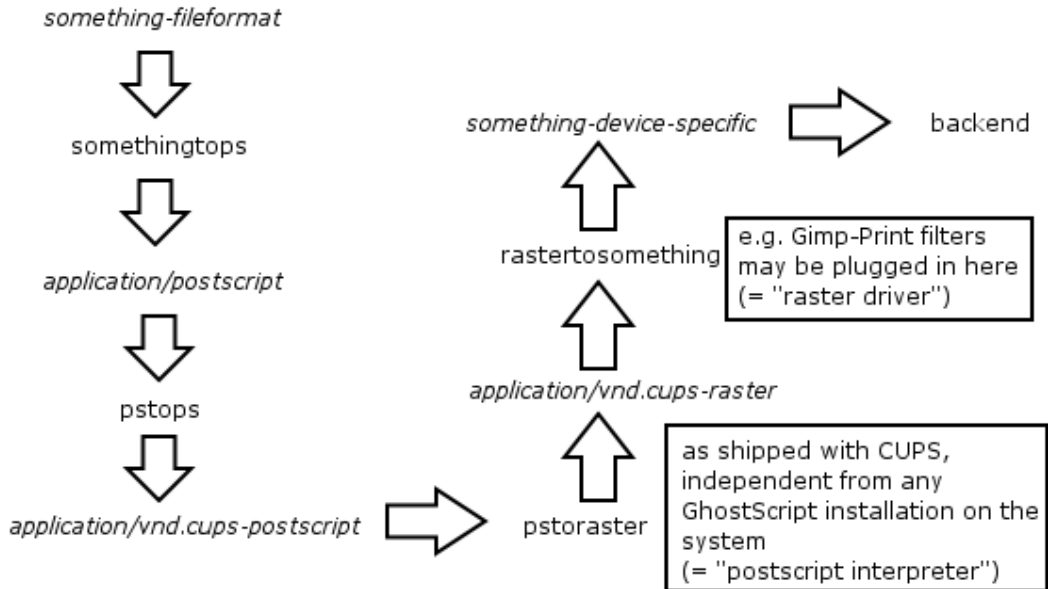 something-fileformat
somethingtops
application/postscript
pstops
application/vnd.cups-postscript
pstoraster
as shipped with CUPS,
independent from any
GhostScript installation on the
system
(= "postscript interpreter")
application/vnd.cups-raster
rastertosomething
e.g. Gimp-Print filters
may be plugged in here
(= "raster driver")
something-device-specific
backend